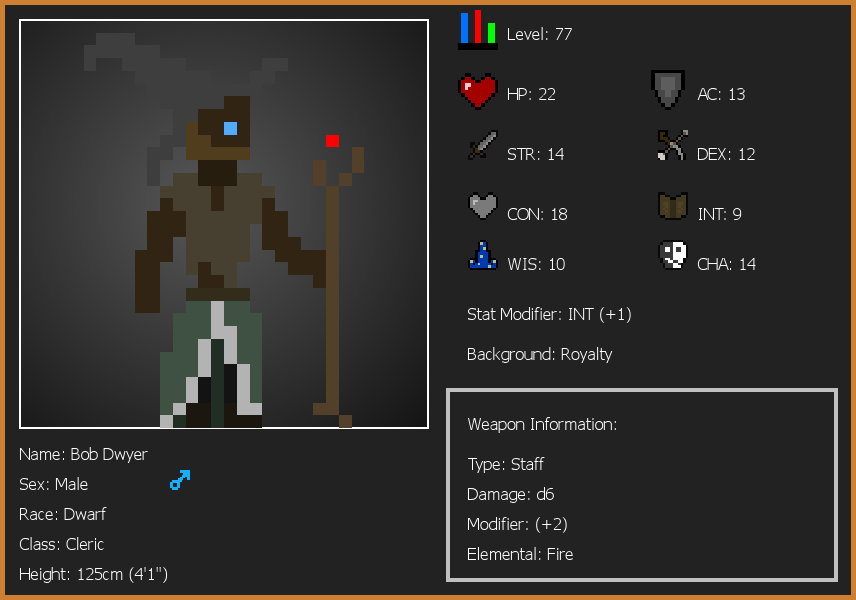 Level: 77
HP: 22
AC: 13
STR: 14
DEX: 12
CON: 18
INT: 9
WIS: 10
CHA: 14
Stat Modifier: INT (+1)
Background: Royalty
Weapon Information:
Type: Staff
Damage: d6
Modifier: (+2)
Elemental: Fire
Name: Bob Dwyer
Sex: Male
Race: Dwarf
Class: Cleric
Height: 125cm (4'1")